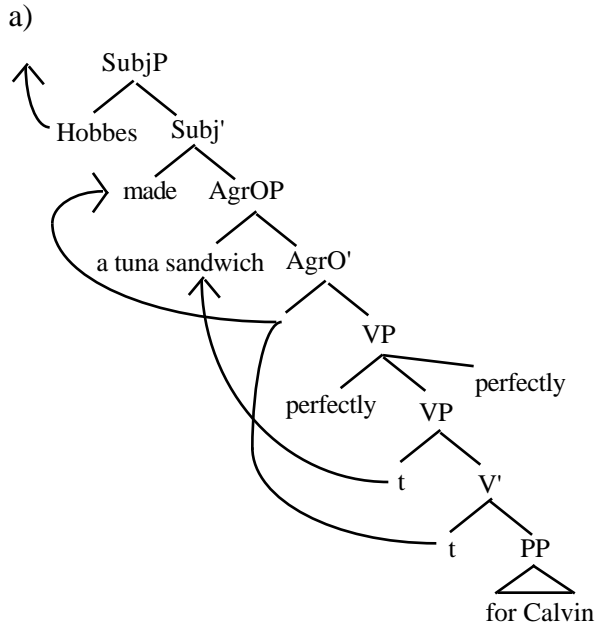 a)
SubjP
Hobbes Subj'
made AgrOP
a tuna sandwich AgrO'
VP
perfectly VP perfectly
t V'
t PP
for Calvin